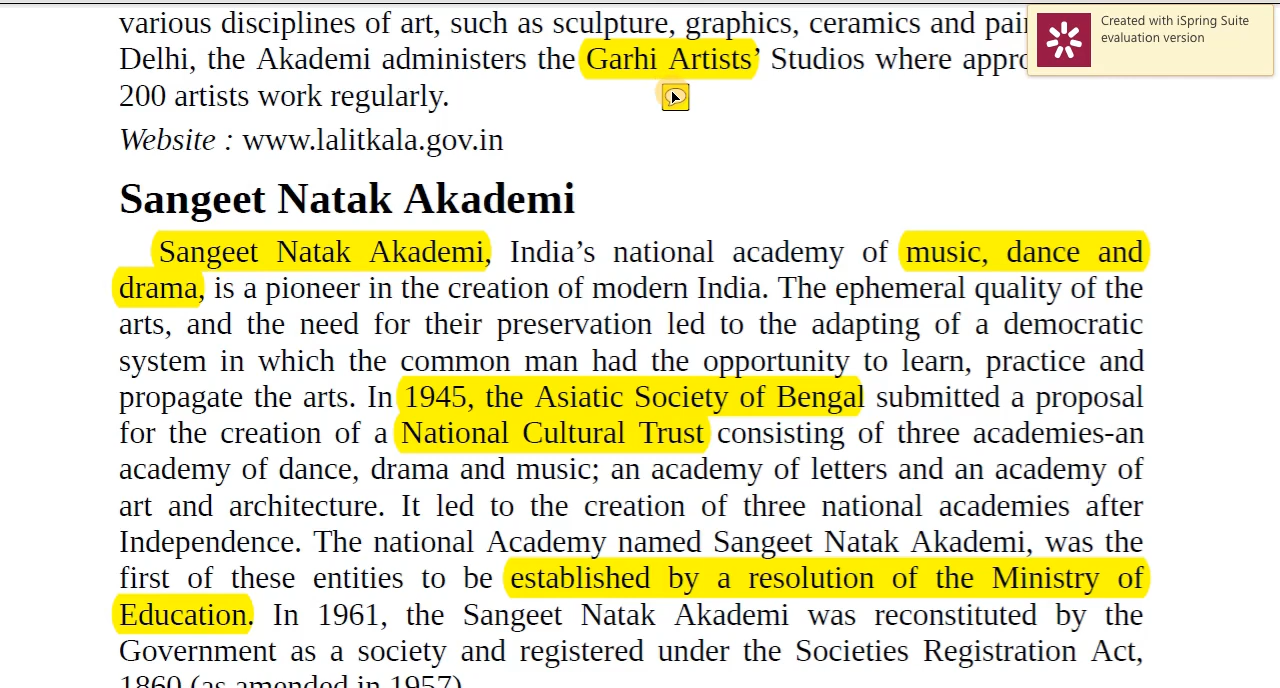 various disciplines of art, such as sculpture, graphics, ceramics and
Delhi, the Akademi administers the Garhi Artists’ Studios where
200 artists work regularly.
Website : www.lalitkala.gov.in
Sangeet Natak Akademi
Sangeet Natak Akademi, India’s national academy of music, dance and
drama, is a pioneer in the creation of modern India. The ephemeral quality of the
arts, and the need for their preservation led to the adapting of a democratic
system in which the common man had the opportunity to learn, practice and
propagate the arts. In 1945, the Asiatic Society of Bengal submitted a proposal
for the creation of a National Cultural Trust consisting of three academies-an
academy of dance, drama and music; an academy of letters and an academy of
art and architecture. It led to the creation of three national academies after
Independence. The national Academy named Sangeet Natak Akademi, was the
first of these entities to be established by a resolution of the Ministry of
Education. In 1961, the Sangeet Natak Akademi was reconstituted by the
Government as a society and registered under the Societies Registration Act,
1860 (as amended in 1957)
Created with iSpring Suite
evaluation version